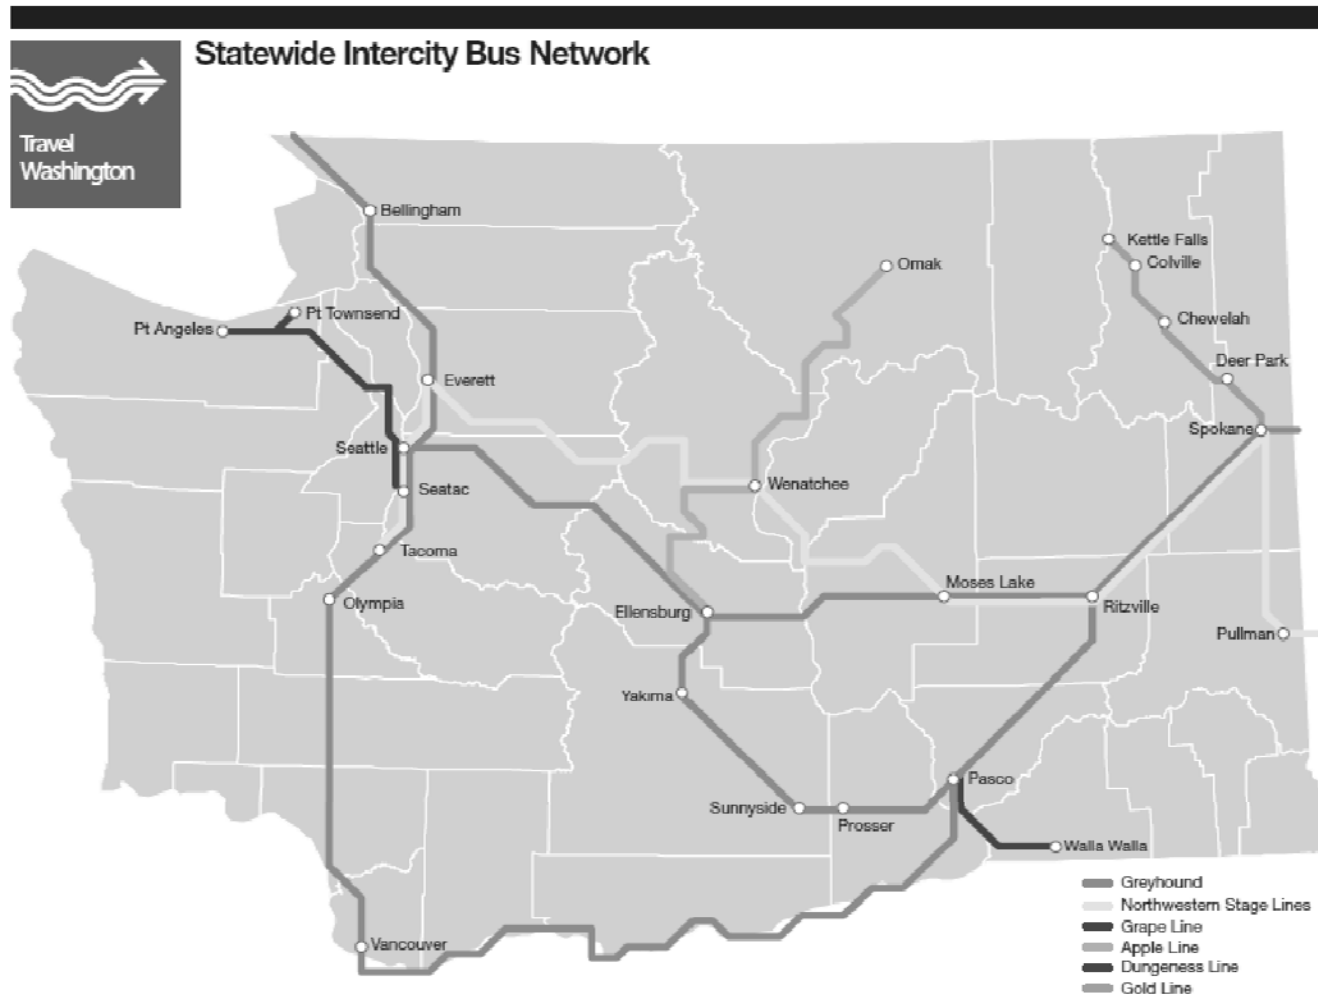 Statewide Intercity Bus Network
Travel
Washington
Bellingham
Kettle Falls
Omak
Colville
Pt Townsend
Chewelah
Pt Angeles
Deer Park
Everett
Spokane
Seattle
Wenatchee
Seatac
Tacoma
Moses Lake
Olympia
Ellensburg
Ritzville
Pullman
Yakima
Pasco
Sunnyside
Prosser
Walla Walla
Greyhound
Northwestern Stage Lines
Grape Line
Vancouver
Apple Line
Dungeness Line
Gold Line